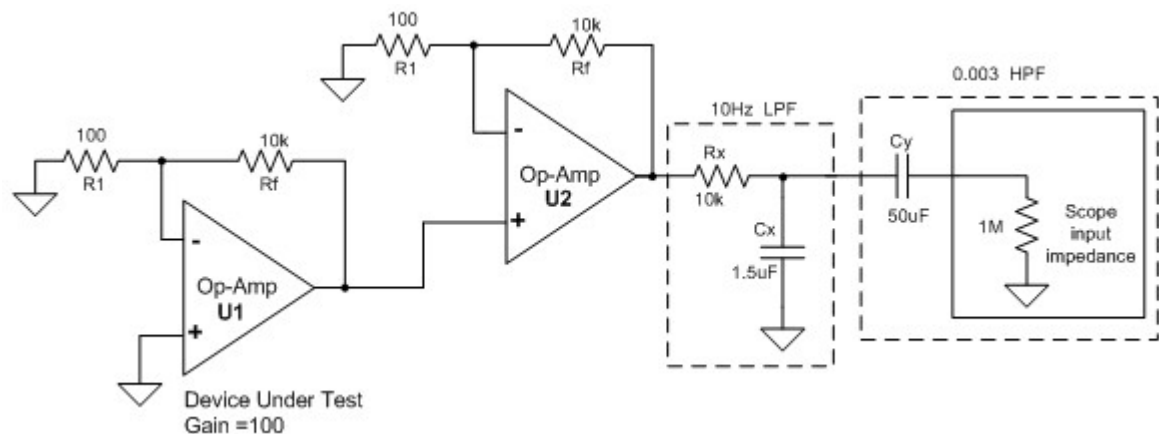 100
R1
10k
Rf
-
+
Op-Amp
U2
100
R1
10k
Rf
-
+
Op-Amp
U1
Device Under Test
Gain =100
10Hz LPF
Rx
10k
Cx
1.5uF
0.003 HPF
Cy
50uF
1M
Scope
input
impedance